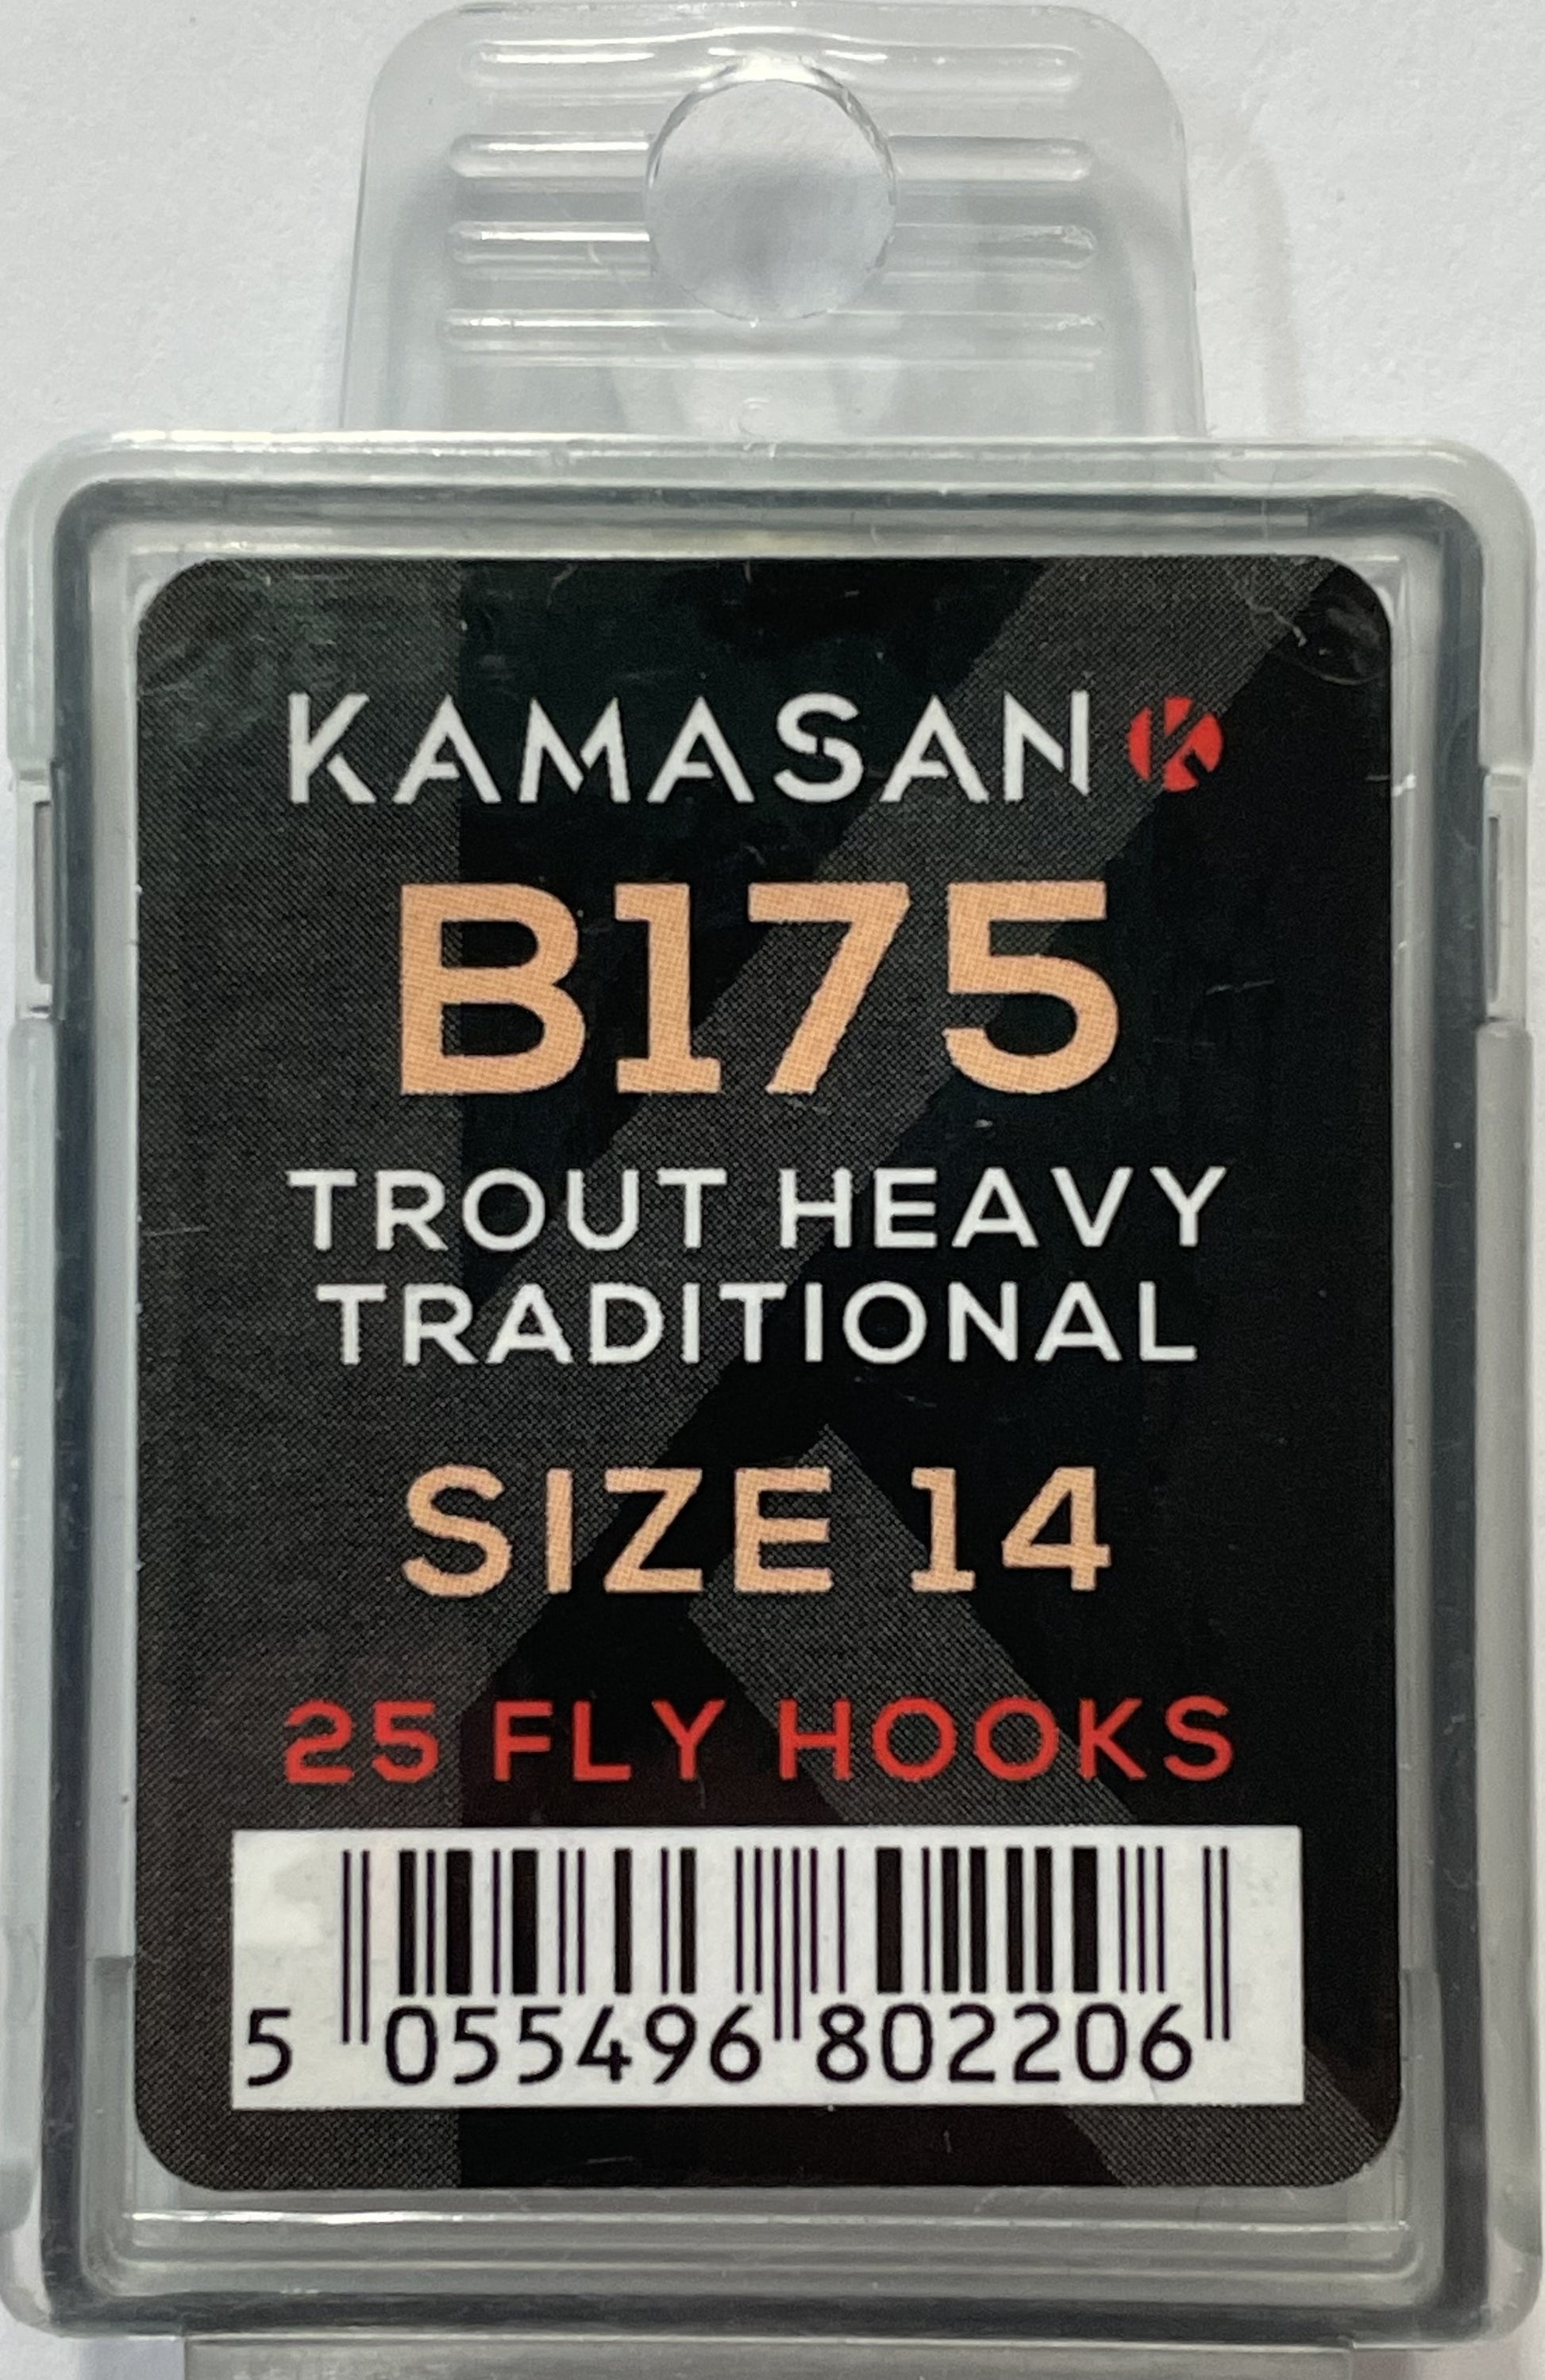 KAMASAN
B175
TROUT HEAVY
TRADITIONAL
SIZE 14
25 FLY HOOKS
5 055496 802206